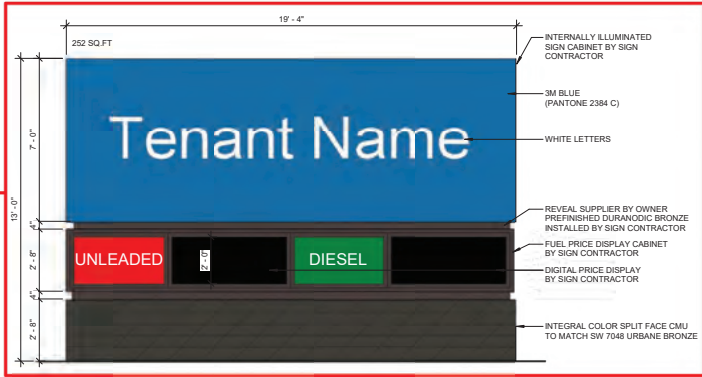 19' - 4"
252 SQ.FT
INTERNALLY ILLUMINATED
SIGN CABINET BY SIGN
CONTRACTOR
3M BLUE
(PANTONE 2384 C)
Tenant Name
WHITE LETTERS
7' - 0"
13' - 0"
REVEAL SUPPLIER BY OWNER
PREFINISHED DURANODIC BRONZE
INSTALLED BY SIGN CONTRACTOR
4"
FUEL PRICE DISPLAY CABINET
BY SIGN CONTRACTOR
UNLEADED
2' - 0"
DIESEL
2' - 8"
DIGITAL PRICE DISPLAY
BY SIGN CONTRACTOR
4"
2' - 8"
INTEGRAL COLOR SPLIT FACE CMU
TO MATCH SW 7048 URBANE BRONZE